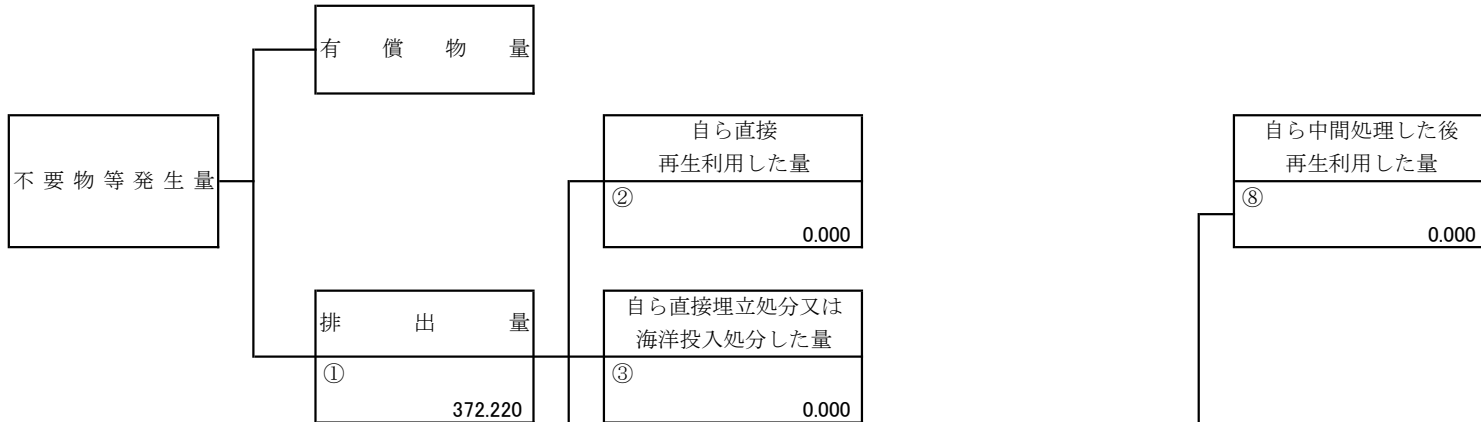 有償物量
自ら直接
再生利用した量
②
0.000
自ら中間処理した後
再生利用した量
⑧
0.000
不要物等発生量
排出量
①
372.220
自ら直接埋立処分又は
海洋投入処分した量
③
0.000